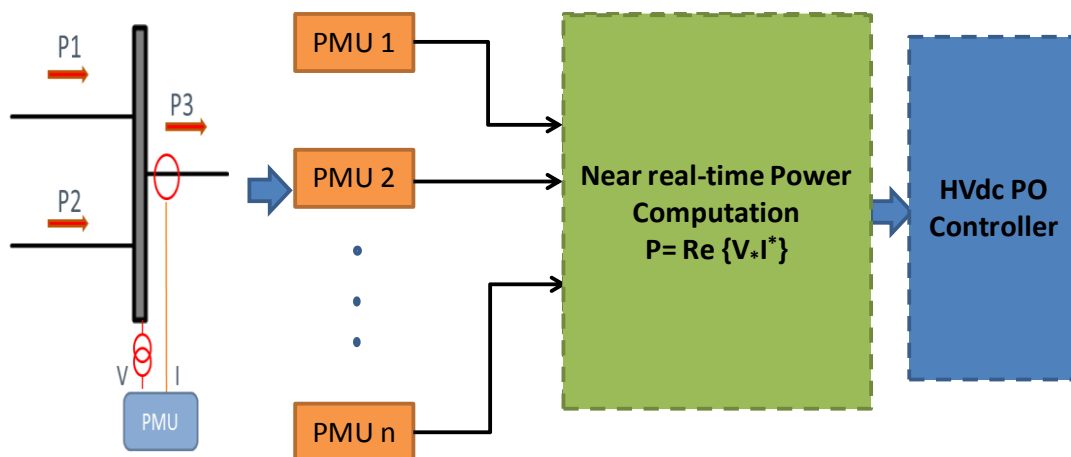 P1
P3
P2
V
I
PMU
PMU 1
PMU 2
PMU n
Near real-time Power
Computation
P= Re {V*I*}
HVdc PO
Controller